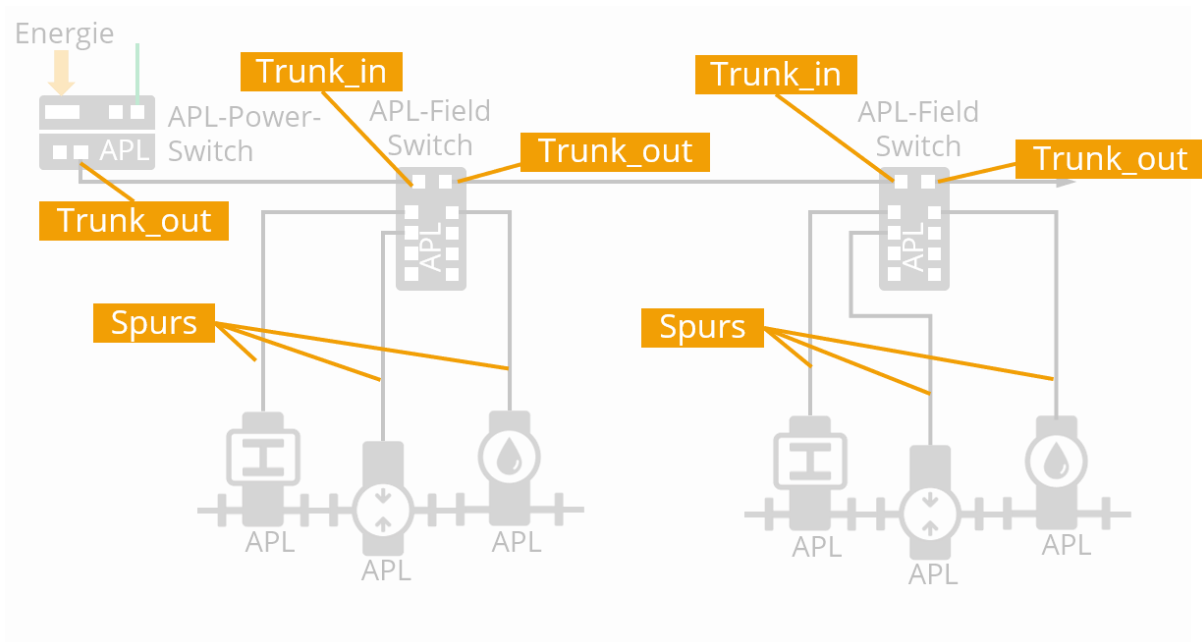 Energie
APL-Power-
Switch
APL
Trunk_out
Trunk_in
APL-Field
Switch
Trunk_out
APL
Spurs
APL
APL
APL
Trunk_in
APL-Field
Switch
Trunk_out
APL
Spurs
APL
APL
APL